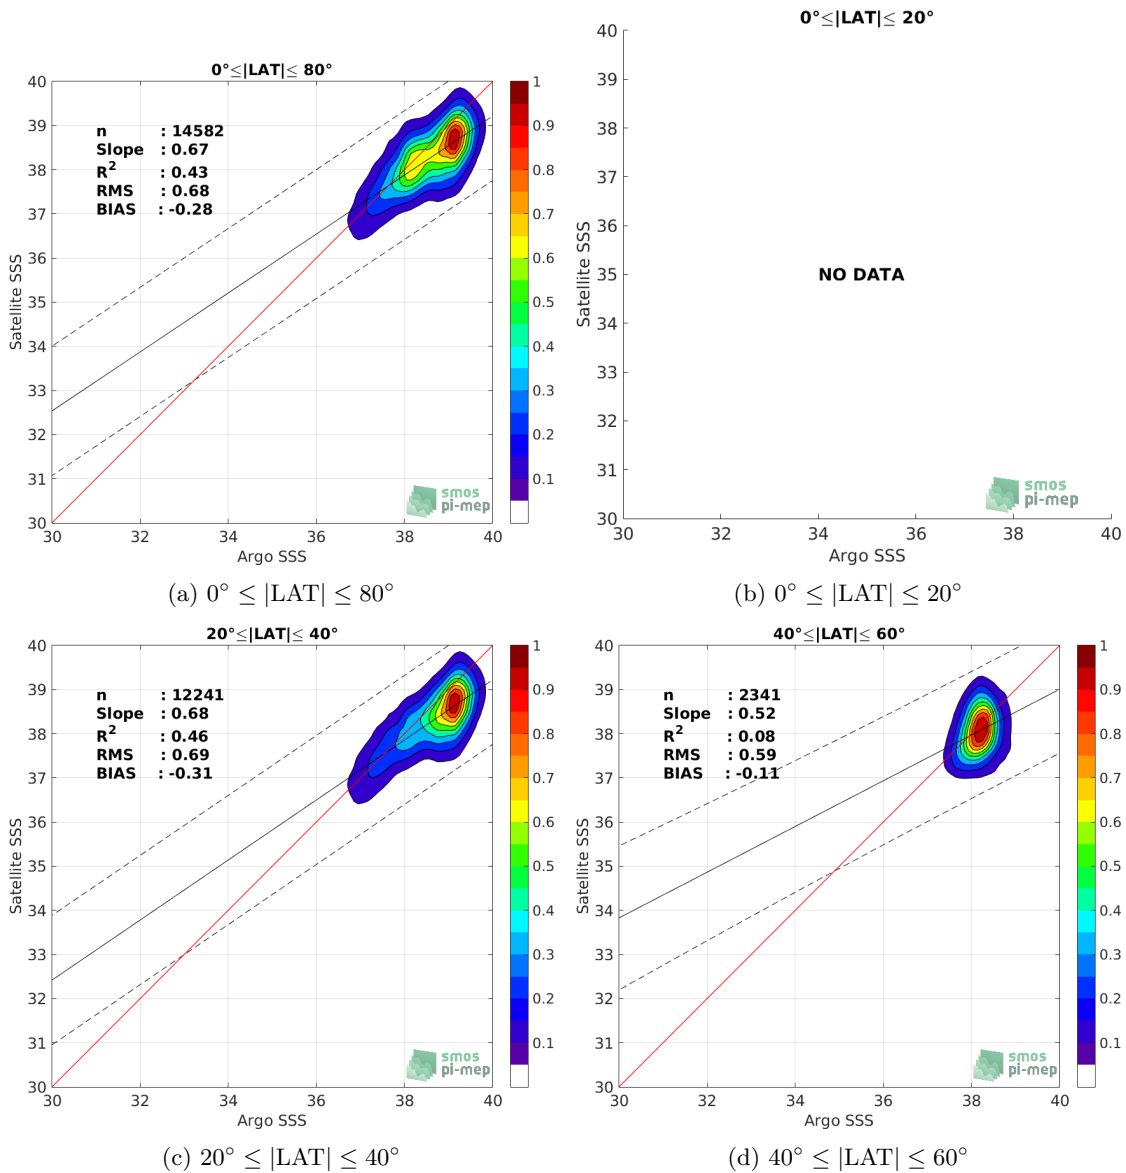 0°≤|LAT|≤ 80°
40
39
38
37
36
35
34
33
32
31
30
Satellite SSS
n : 14582
Slope : 0.67
R² : 0.43
RMS : 0.68
BIAS : -0.28
smos
pi-mep
30 32 34 36 38 40
Argo SSS
1
0.9
0.8
0.7
0.6
0.5
0.4
0.3
0.2
0.1
(a) 0° ≤ |LAT| ≤ 80°
0°≤|LAT|≤ 20°
40
39
38
37
36
35
34
33
32
31
30
Satellite SSS
NO DATA
smos
pi-mep
30 32 34 36 38 40
Argo SSS
(b) 0° ≤ |LAT| ≤ 20°
20°≤|LAT|≤ 40°
40
39
38
37
36
35
34
33
32
31
30
Satellite SSS
n : 12241
Slope : 0.68
R² : 0.46
RMS : 0.69
BIAS : -0.31
smos
pi-mep
30 32 34 36 38 40
Argo SSS
1
0.9
0.8
0.7
0.6
0.5
0.4
0.3
0.2
0.1
(c) 20° ≤ |LAT| ≤ 40°
40°≤|LAT|≤ 60°
40
39
38
37
36
35
34
33
32
31
30
Satellite SSS
n : 2341
Slope : 0.52
R² : 0.08
RMS : 0.59
BIAS : -0.11
smos
pi-mep
30 32 34 36 38 40
Argo SSS
1
0.9
0.8
0.7
0.6
0.5
0.4
0.3
0.2
0.1
(d) 40° ≤ |LAT| ≤ 60°